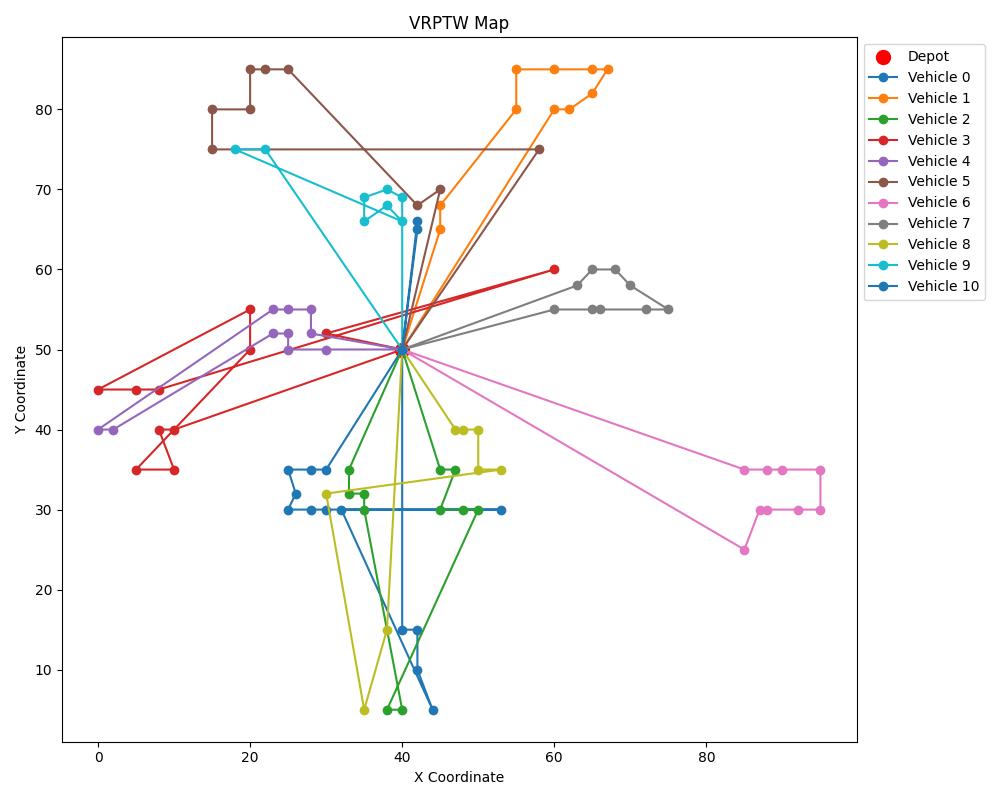 VRPTW Map
Y Coordinate
80
70
60
50
40
30
20
10
0
20
40
60
80
X Coordinate
Depot
Vehicle 0
Vehicle 1
Vehicle 2
Vehicle 3
Vehicle 4
Vehicle 5
Vehicle 6
Vehicle 7
Vehicle 8
Vehicle 9
Vehicle 10